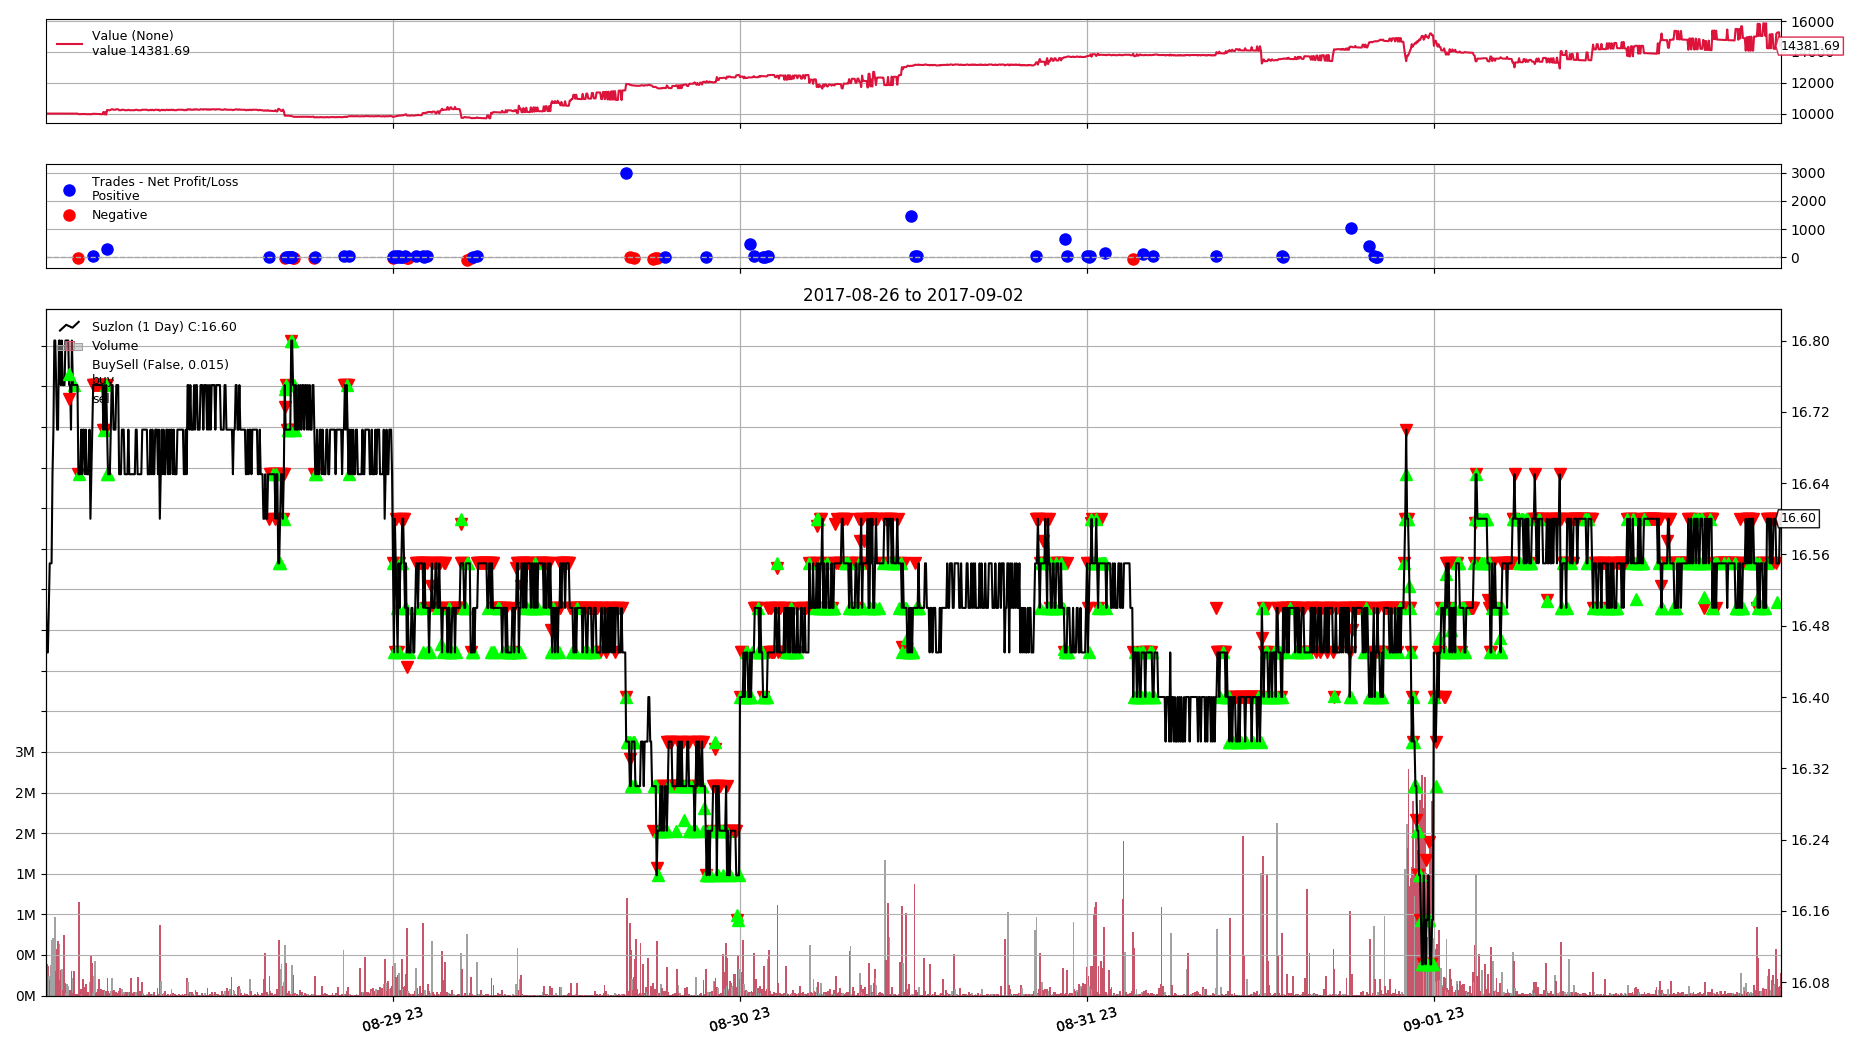 Value (None)
value 14381.69
16000
14381.69
12000
10000
Trades - Net Profit/Loss
Positive
Negative
3000
2000
1000
0
2017-08-26 to 2017-09-02
Suzlon (1 Day) C:16.60
Volume
BuySell (False, 0.015)
buy
sell
16.80
16.72
16.64
16.60
16.56
16.48
16.40
16.32
16.24
16.16
16.08
3M
2M
2M
1M
1M
0M
0M
08-29 23
08-30 23
08-31 23
09-01 23